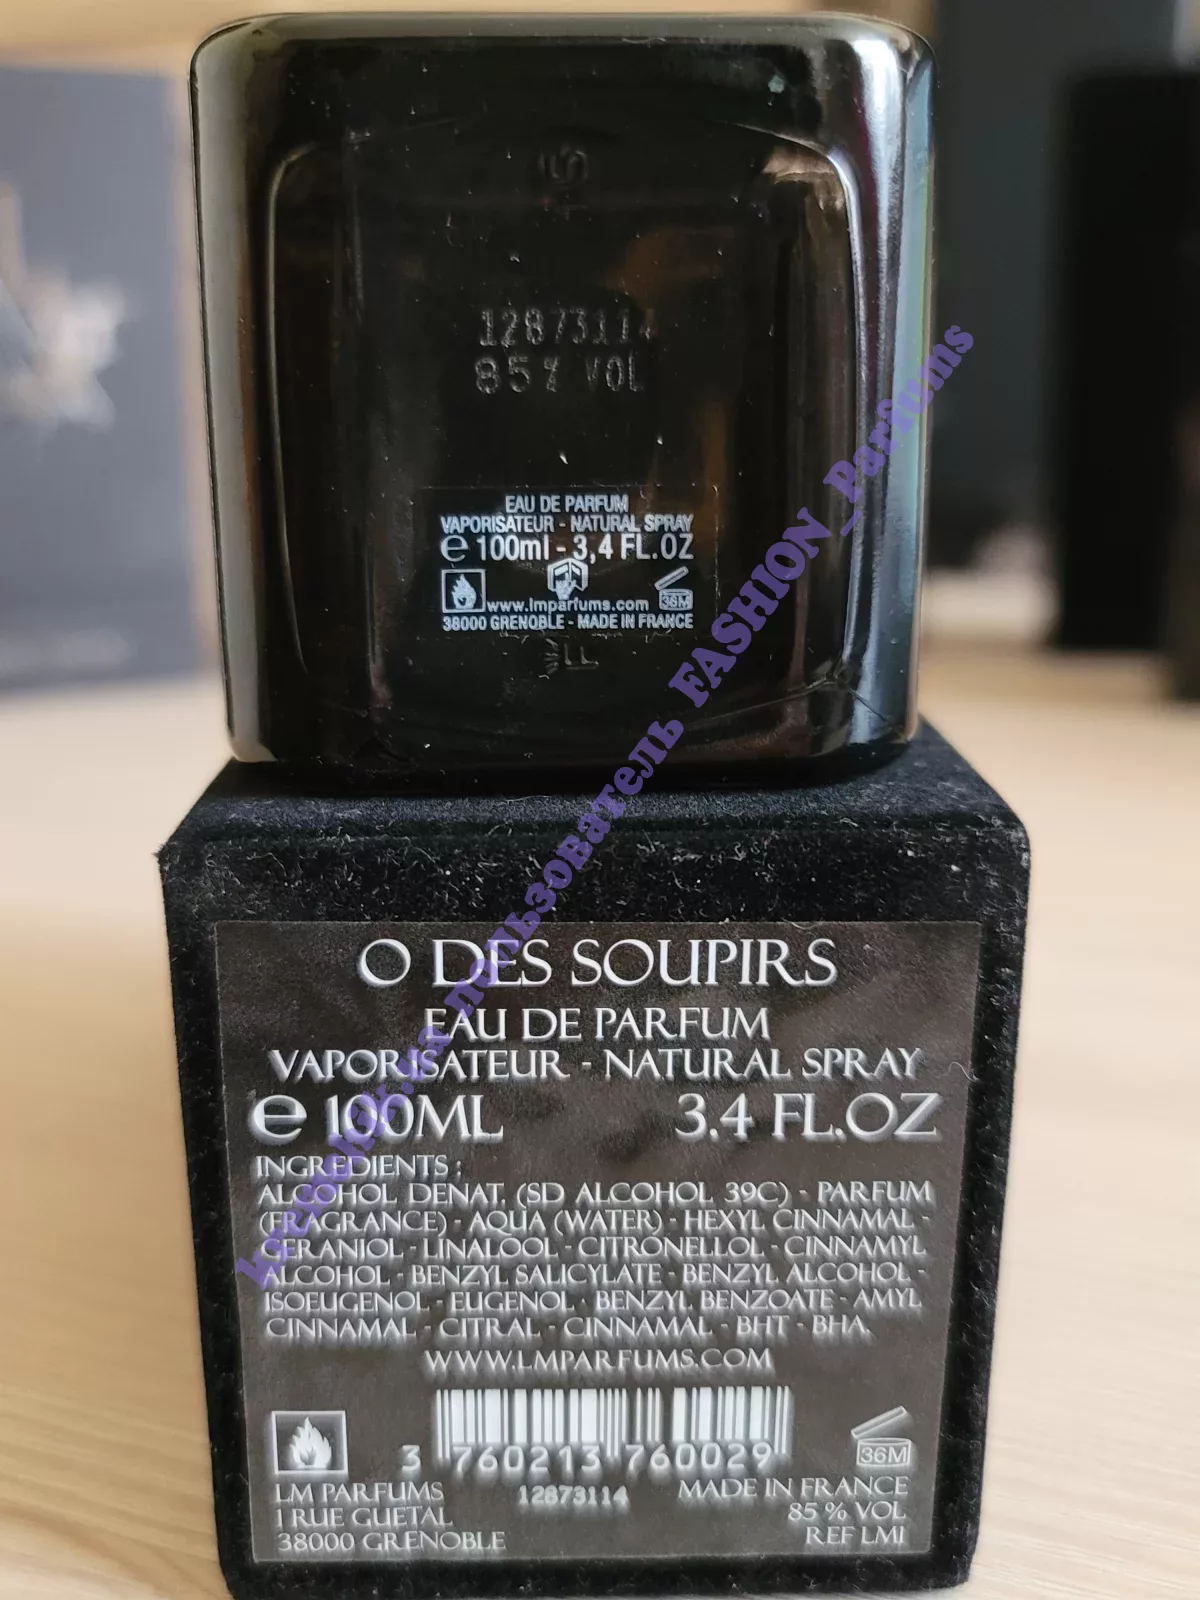 12873114
85% VOL
EAU DE PARFUM
VAPORISATEUR - NATURAL SPRAY
e 100ml - 3,4 FL.OZ
36M
www.lmparfums.com
38000 GRENOBLE - MADE IN FRANCE
пользователь FASHION_Parfums
O DES SOUPIRS
EAU DE PARFUM
VAPORISATEUR - NATURAL SPRAY
e 100ML 3.4 FL.OZ
INGREDIENTS :
ALCOHOL DENAT. (SD ALCOHOL 39C) - PARFUM
(FRAGRANCE) - AQUA (WATER) - HEXYL CINNAMAL -
GERANIOL - LINALOOL - CITRONELLOL - CINNAMYL
ALCOHOL - BENZYL SALICYLATE - BENZYL ALCOHOL -
ISOEUGENOL - EUGENOL - BENZYL BENZOATE - AMYL
CINNAMAL - CITRAL - CINNAMAL - BHT - BHA.
WWW.LMPARFUMS.COM
3 760213 760029
36M
LM PARFUMS 12873114 MADE IN FRANCE
1 RUE GUETAL 85 % VOL
38000 GRENOBLE REF LM1